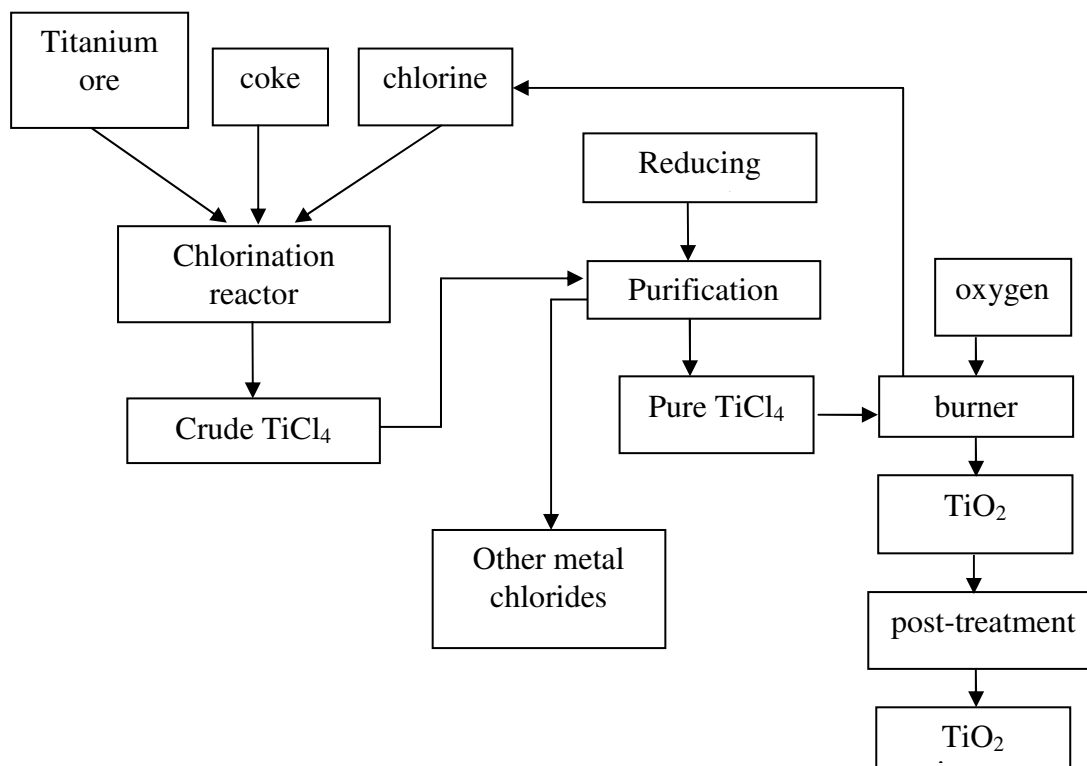 Titanium
ore
coke
chlorine
Reducing
Chlorination
reactor
Purification
oxygen
Crude TiCl₄
Pure TiCl₄
burner
TiO₂
Other metal
chlorides
post-treatment
TiO₂